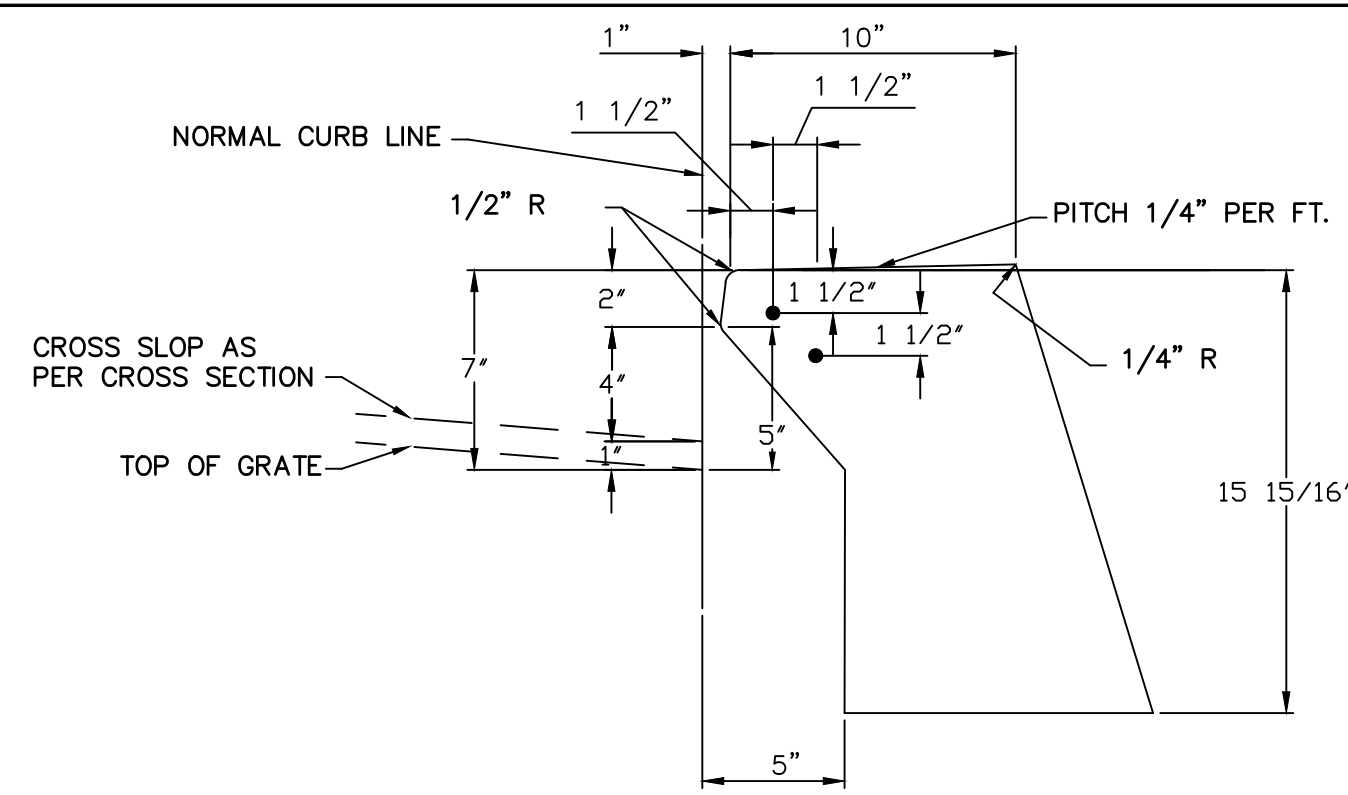 1”
10”
1 1/2”
1 1/2”
NORMAL CURB LINE
1/2” R
PITCH 1/4” PER FT.
2”
1 1/2”
1 1/2”
CROSS SLOP AS
PER CROSS SECTION
7”
4”
1/4” R
5”
1”
TOP OF GRATE
15 15/16”
5”